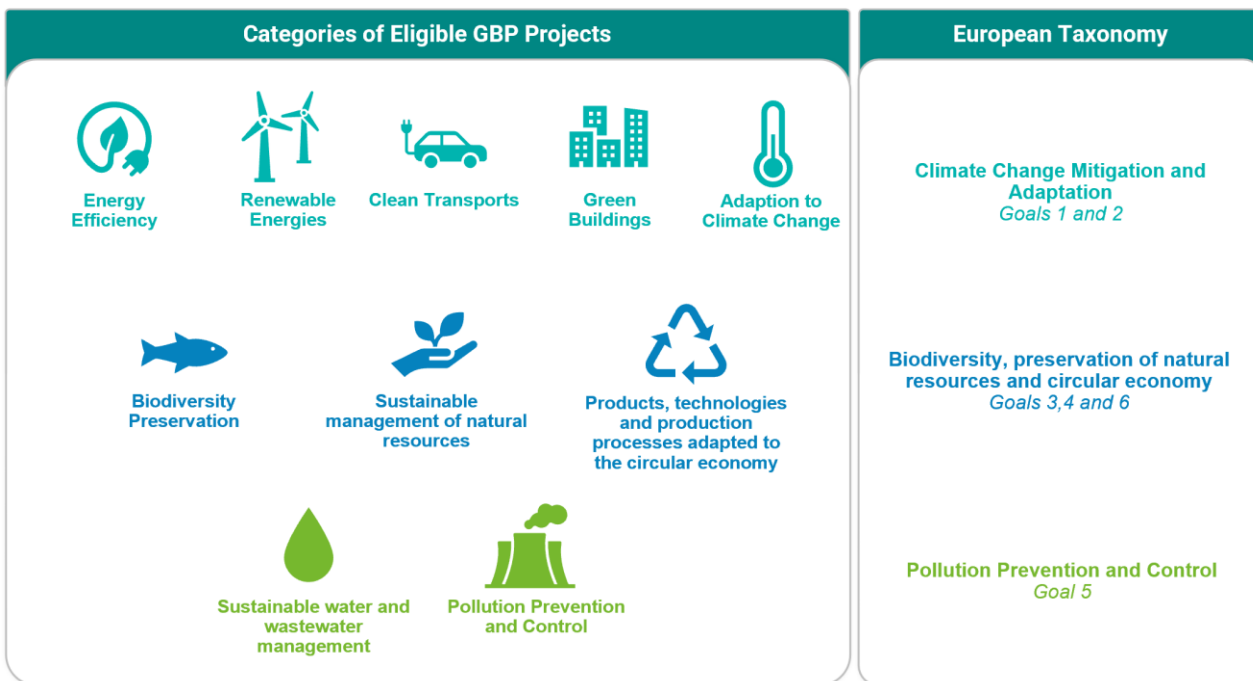 Categories of Eligible GBP Projects
European Taxonomy
Energy
Efficiency
Renewable
Energies
Clean Transports
Green
Buildings
Adaption to
Climate Change
Climate Change Mitigation and
Adaptation
Goals 1 and 2
Biodiversity
Preservation
Sustainable
management of natural
resources
Products, technologies
and production
processes adapted to
the circular economy
Biodiversity, preservation of natural
resources and circular economy
Goals 3,4 and 6
Sustainable water and
wastewater
management
Pollution Prevention
and Control
Pollution Prevention and Control
Goal 5